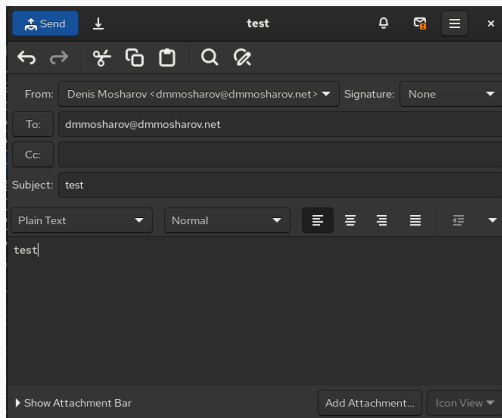 Send test
From: Denis Mosharov <dmmosharov@dmmosharov.net> Signature: None
To: dmmosharov@dmmosharov.net
Cc:
Subject: test
Plain Text Normal
test
Show Attachment Bar Add Attachment... Icon View